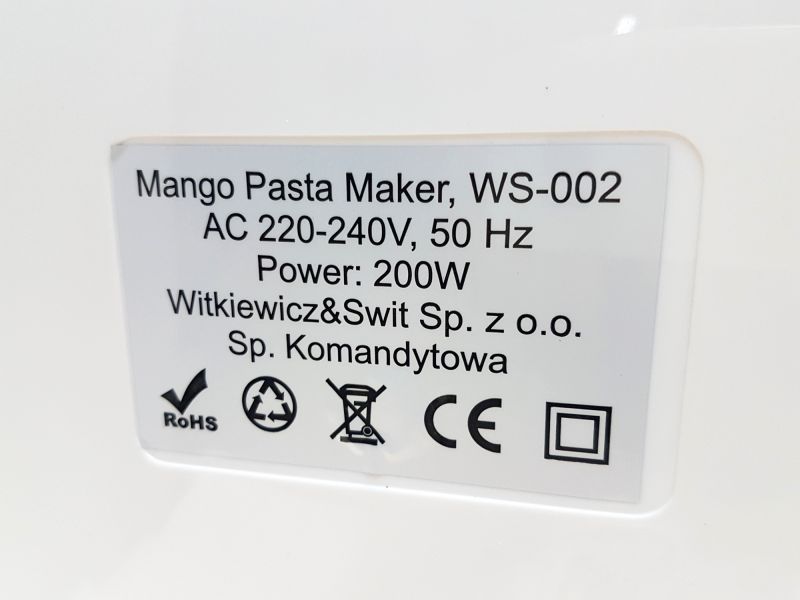 Mango Pasta Maker, WS-002
AC 220-240V, 50 Hz
Power: 200W
Witkiewicz&Swit Sp. z o.o.
Sp. Komandytowa
RoHS CE